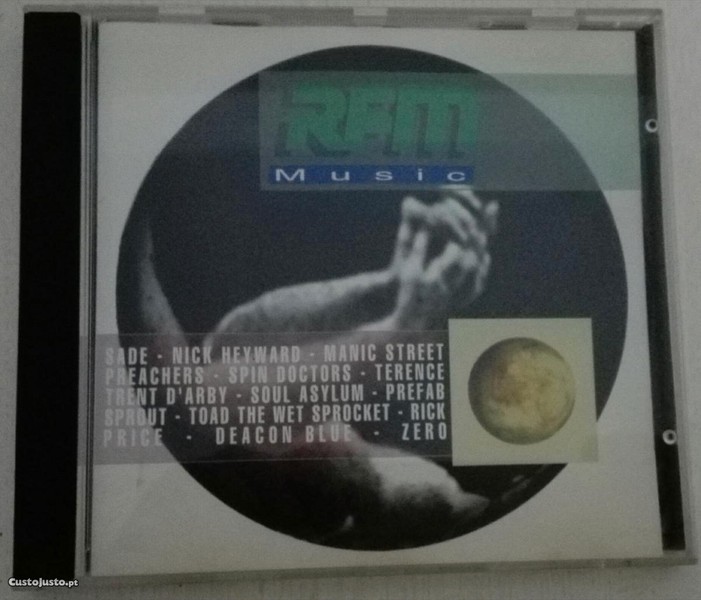 RFM
Music
SADE - NICK HEYWARD - MANIC STREET
PREACHERS - SPIN DOCTORS - TERENCE
TRENT D'ARBY - SOUL ASYLUM - PREFAB
SPROUT - TOAD THE WET SPROCKET - RICK
PRICE - DEACON BLUE - ZERO
CustoJusto.pt